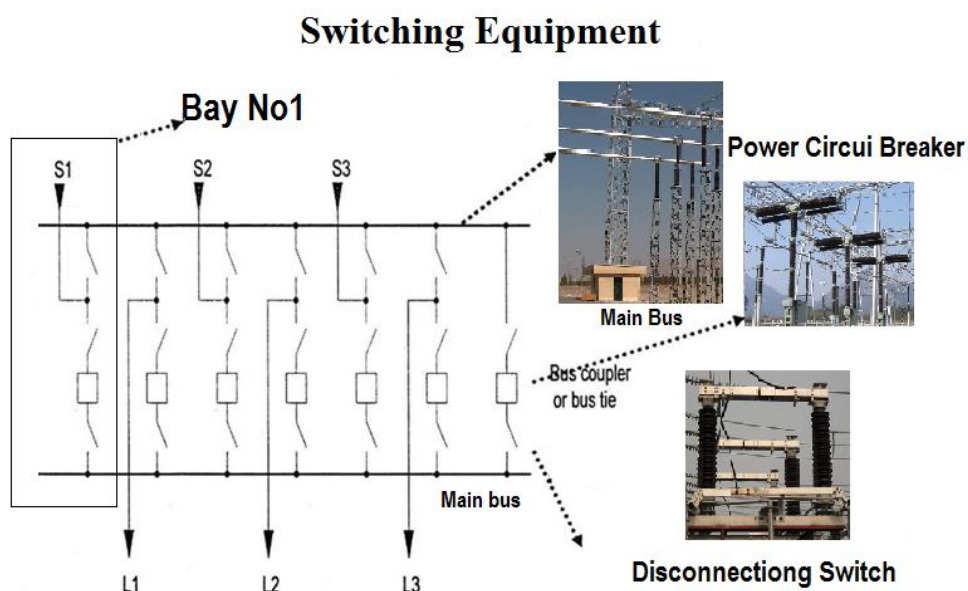 Switching Equipment
Bay No1
S1
S2
S3
Power Circui Breaker
Main Bus
Bus coupler
or bus tie
Main bus
L1
L2
L3
Disconnectiong Switch